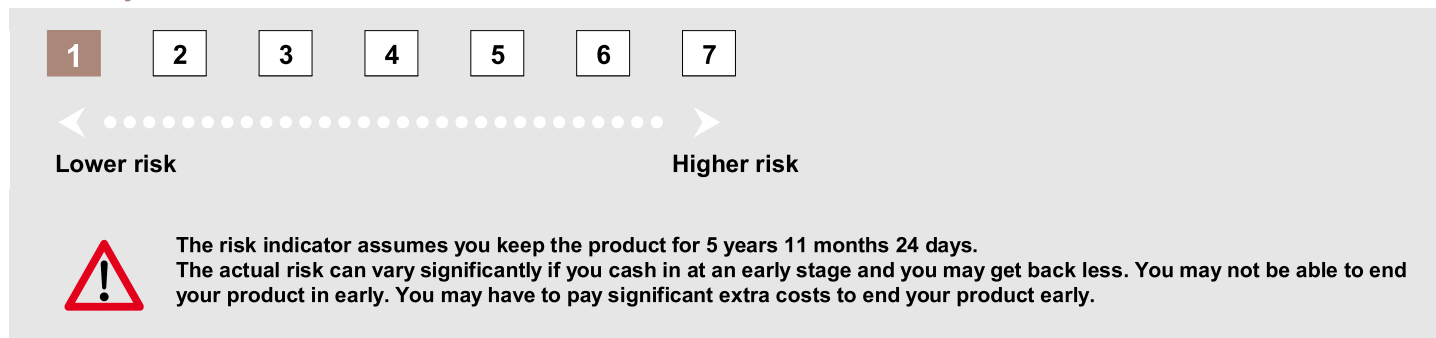 1 2 3 4 5 6 7
Lower risk Higher risk
The risk indicator assumes you keep the product for 5 years 11 months 24 days.
The actual risk can vary significantly if you cash in at an early stage and you may get back less. You may not be able to end
your product in early. You may have to pay significant extra costs to end your product early.